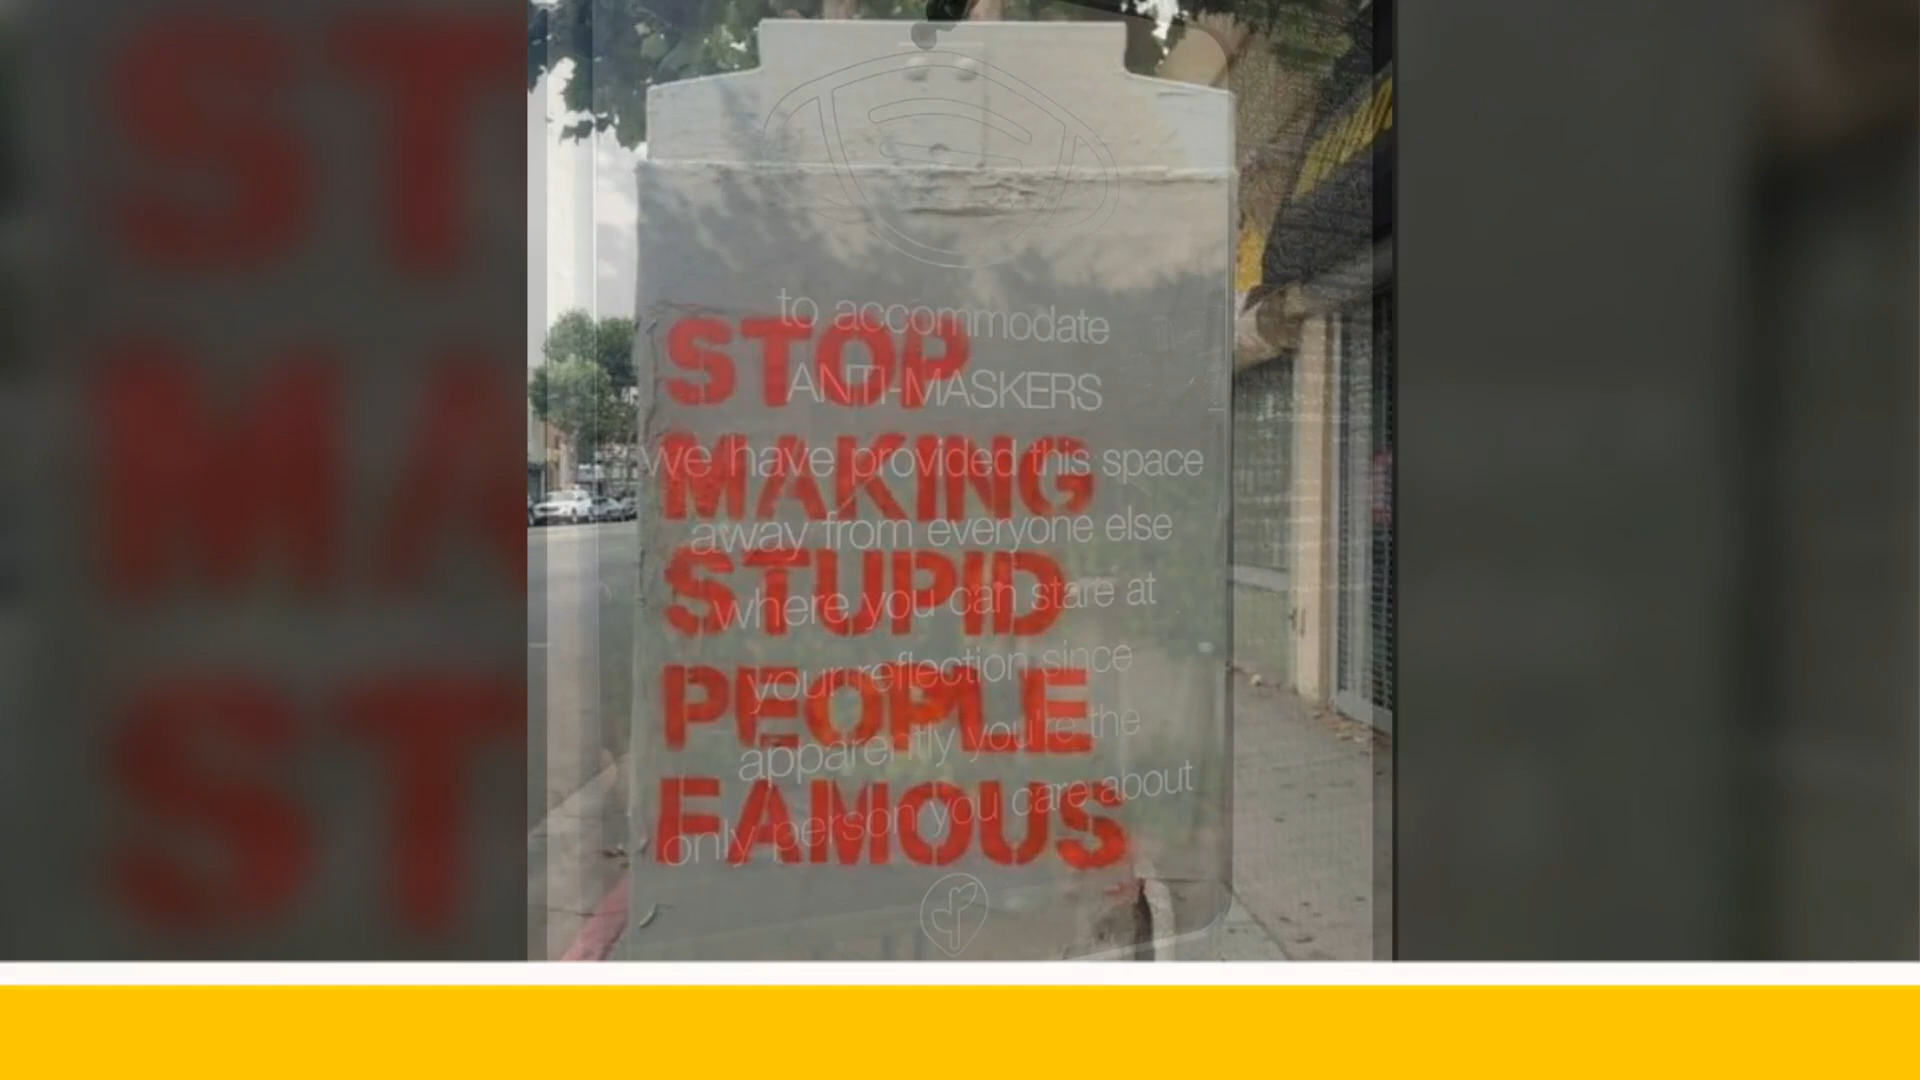 STOP
MAKING
STUPID
PEOPLE
FAMOUS
to accommodate
ANTI-MASKERS
we have provided this space
away from everyone else
where you can stare at
your reflection since
apparently you're the
only person you care about